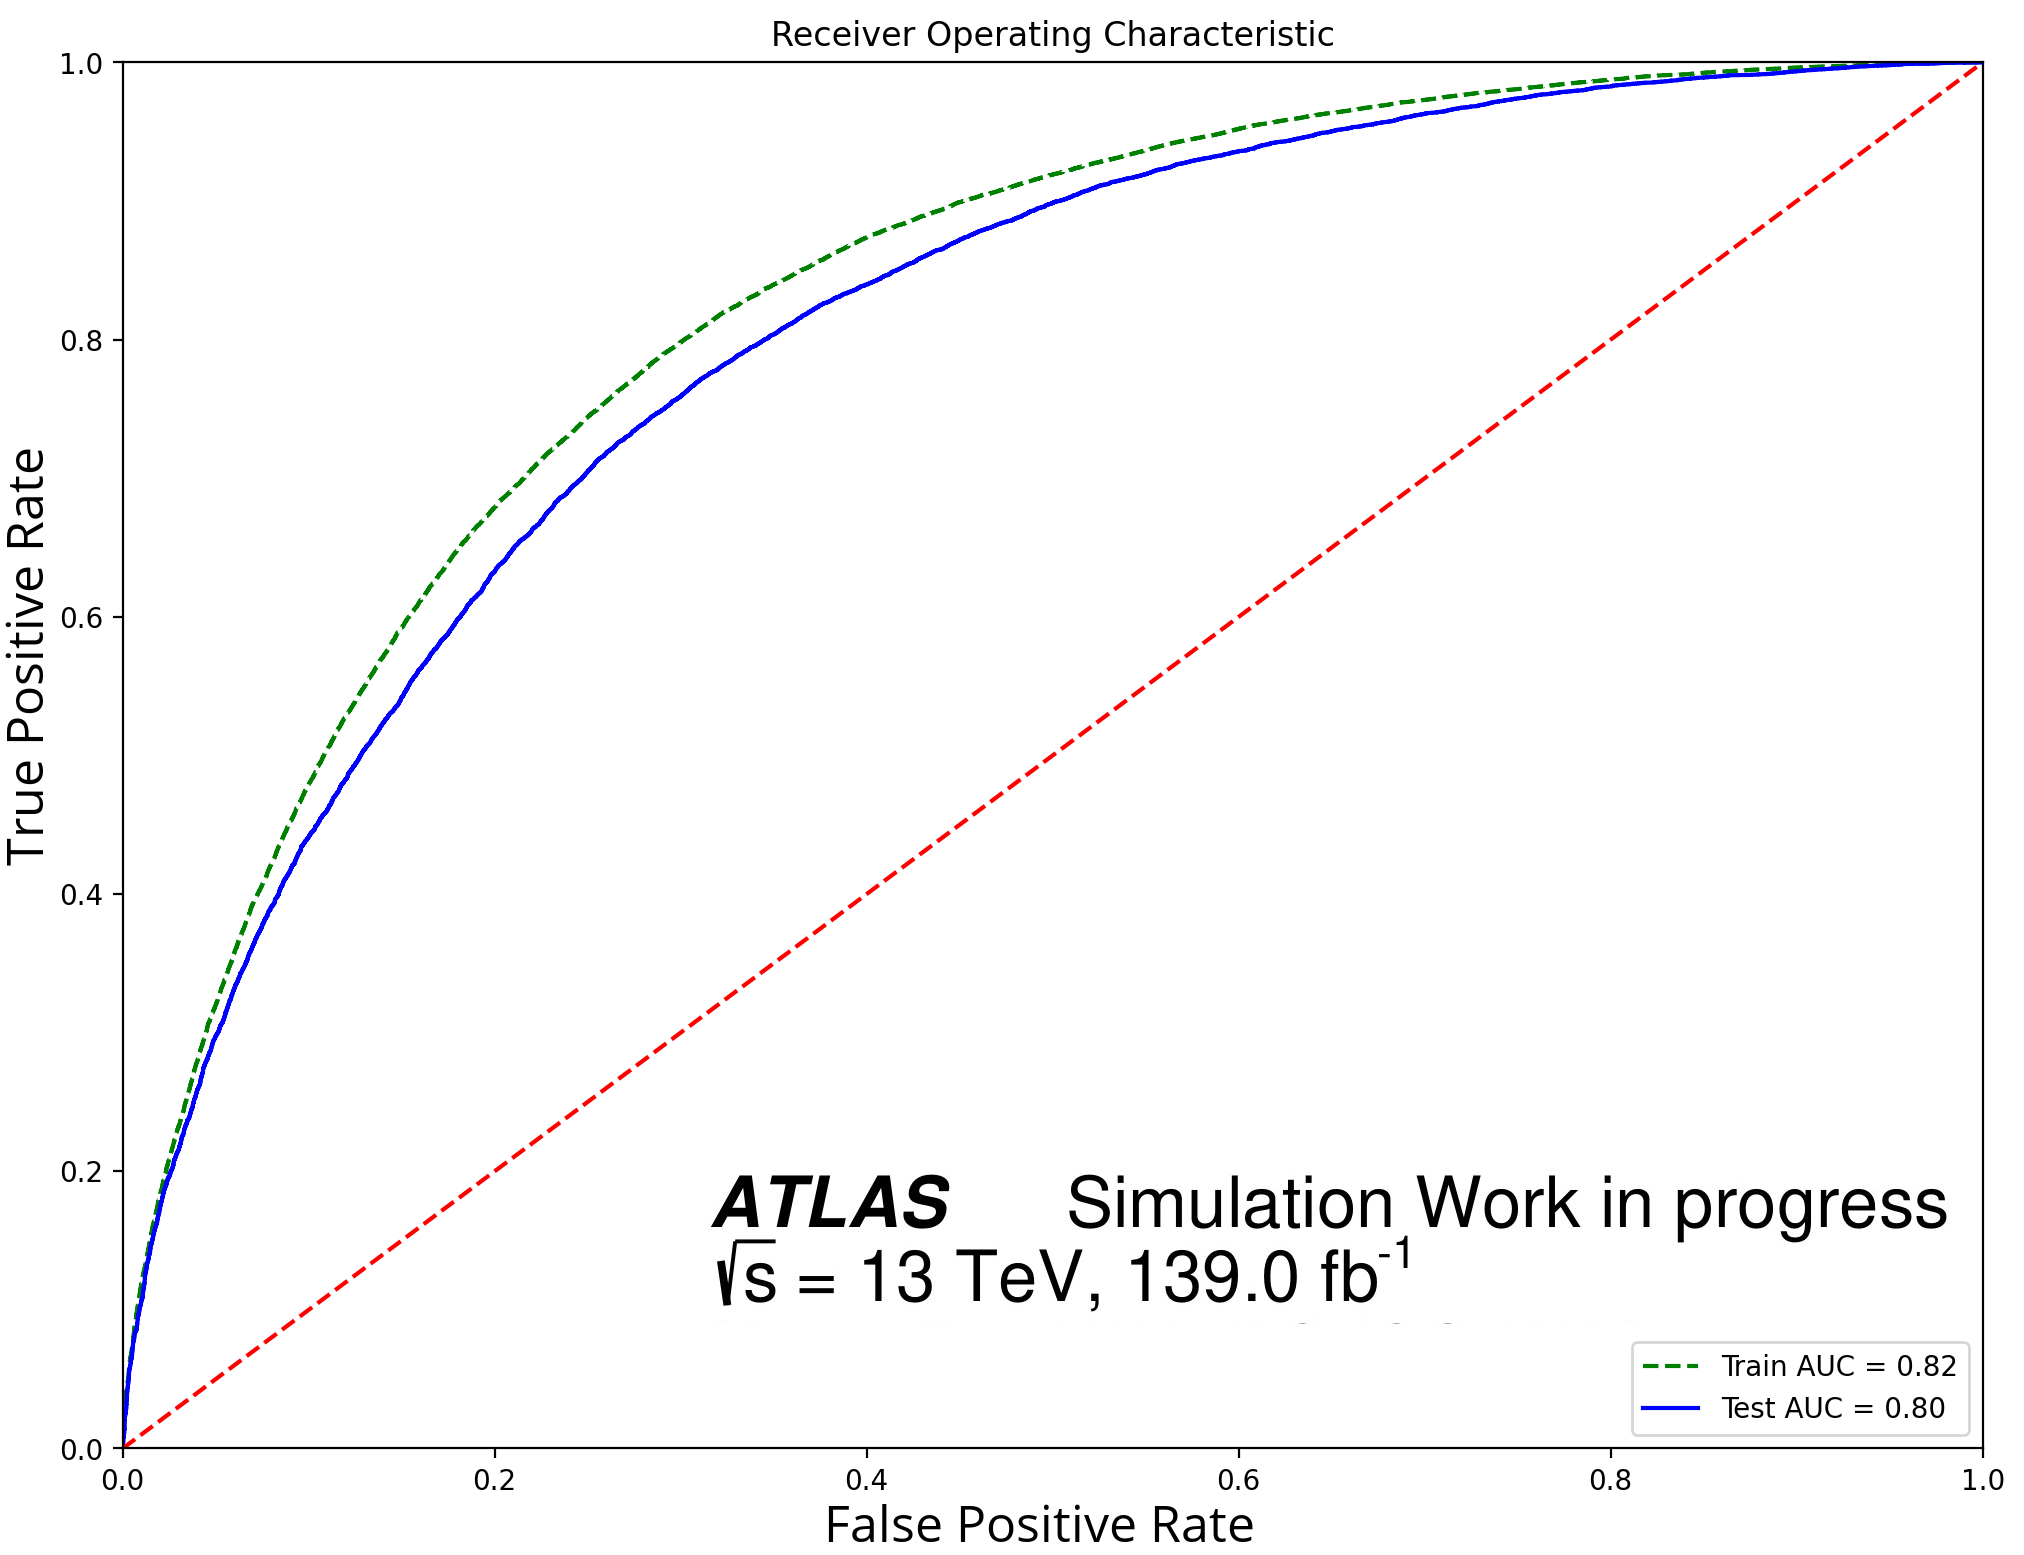 Receiver Operating Characteristic
True Positive Rate
1.0
0.8
0.6
0.4
0.2
0.0
ATLAS Simulation Work in progress
√s = 13 TeV, 139.0 fb⁻¹
Train AUC = 0.82
Test AUC = 0.80
0.0 0.2 0.4 0.6 0.8 1.0
False Positive Rate